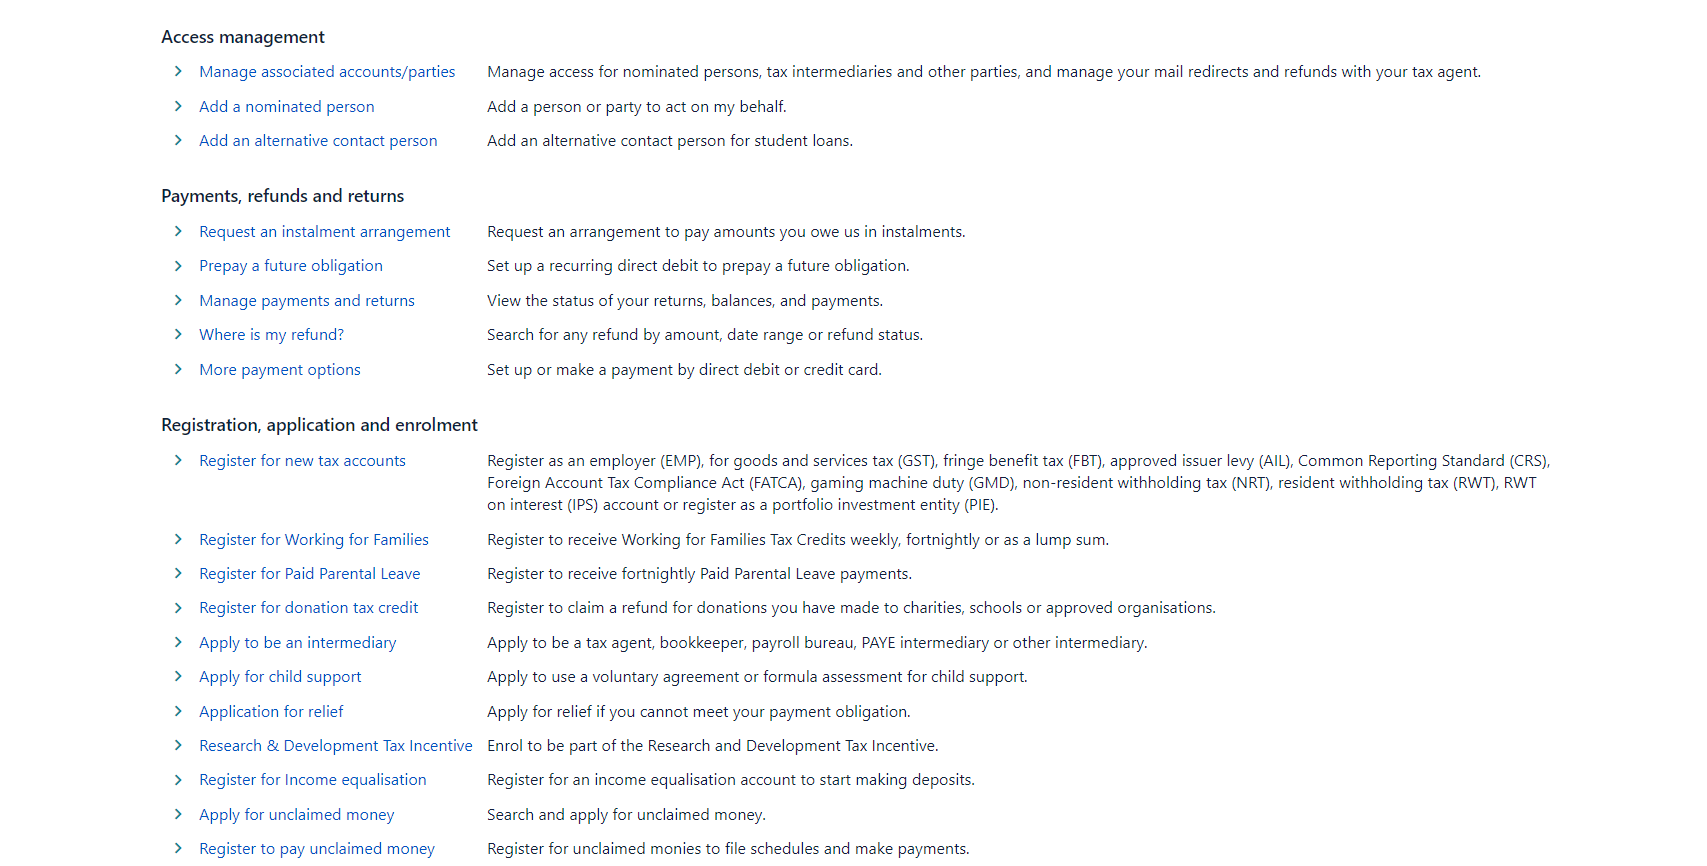 Access management
Manage associated accounts/parties Manage access for nominated persons, tax intermediaries and other parties, and manage your mail redirects and refunds with your tax agent.
Add a nominated person Add a person or party to act on my behalf.
Add an alternative contact person Add an alternative contact person for student loans.
Payments, refunds and returns
Request an instalment arrangement Request an arrangement to pay amounts you owe us in instalments.
Prepay a future obligation Set up a recurring direct debit to prepay a future obligation.
Manage payments and returns View the status of your returns, balances, and payments.
Where is my refund? Search for any refund by amount, date range or refund status.
More payment options Set up or make a payment by direct debit or credit card.
Registration, application and enrolment
Register for new tax accounts Register as an employer (EMP), for goods and services tax (GST), fringe benefit tax (FBT), approved issuer levy (AIL), Common Reporting Standard (CRS),
Foreign Account Tax Compliance Act (FATCA), gaming machine duty (GMD), non-resident withholding tax (NRT), resident withholding tax (RWT), RWT
on interest (IPS) account or register as a portfolio investment entity (PIE).
Register for Working for Families Register to receive Working for Families Tax Credits weekly, fortnightly or as a lump sum.
Register for Paid Parental Leave Register to receive fortnightly Paid Parental Leave payments.
Register for donation tax credit Register to claim a refund for donations you have made to charities, schools or approved organisations.
Apply to be an intermediary Apply to be a tax agent, bookkeeper, payroll bureau, PAYE intermediary or other intermediary.
Apply for child support Apply to use a voluntary agreement or formula assessment for child support.
Application for relief Apply for relief if you cannot meet your payment obligation.
Research & Development Tax Incentive Enrol to be part of the Research and Development Tax Incentive.
Register for Income equalisation Register for an income equalisation account to start making deposits.
Apply for unclaimed money Search and apply for unclaimed money.
Register to pay unclaimed money Register for unclaimed monies to file schedules and make payments.